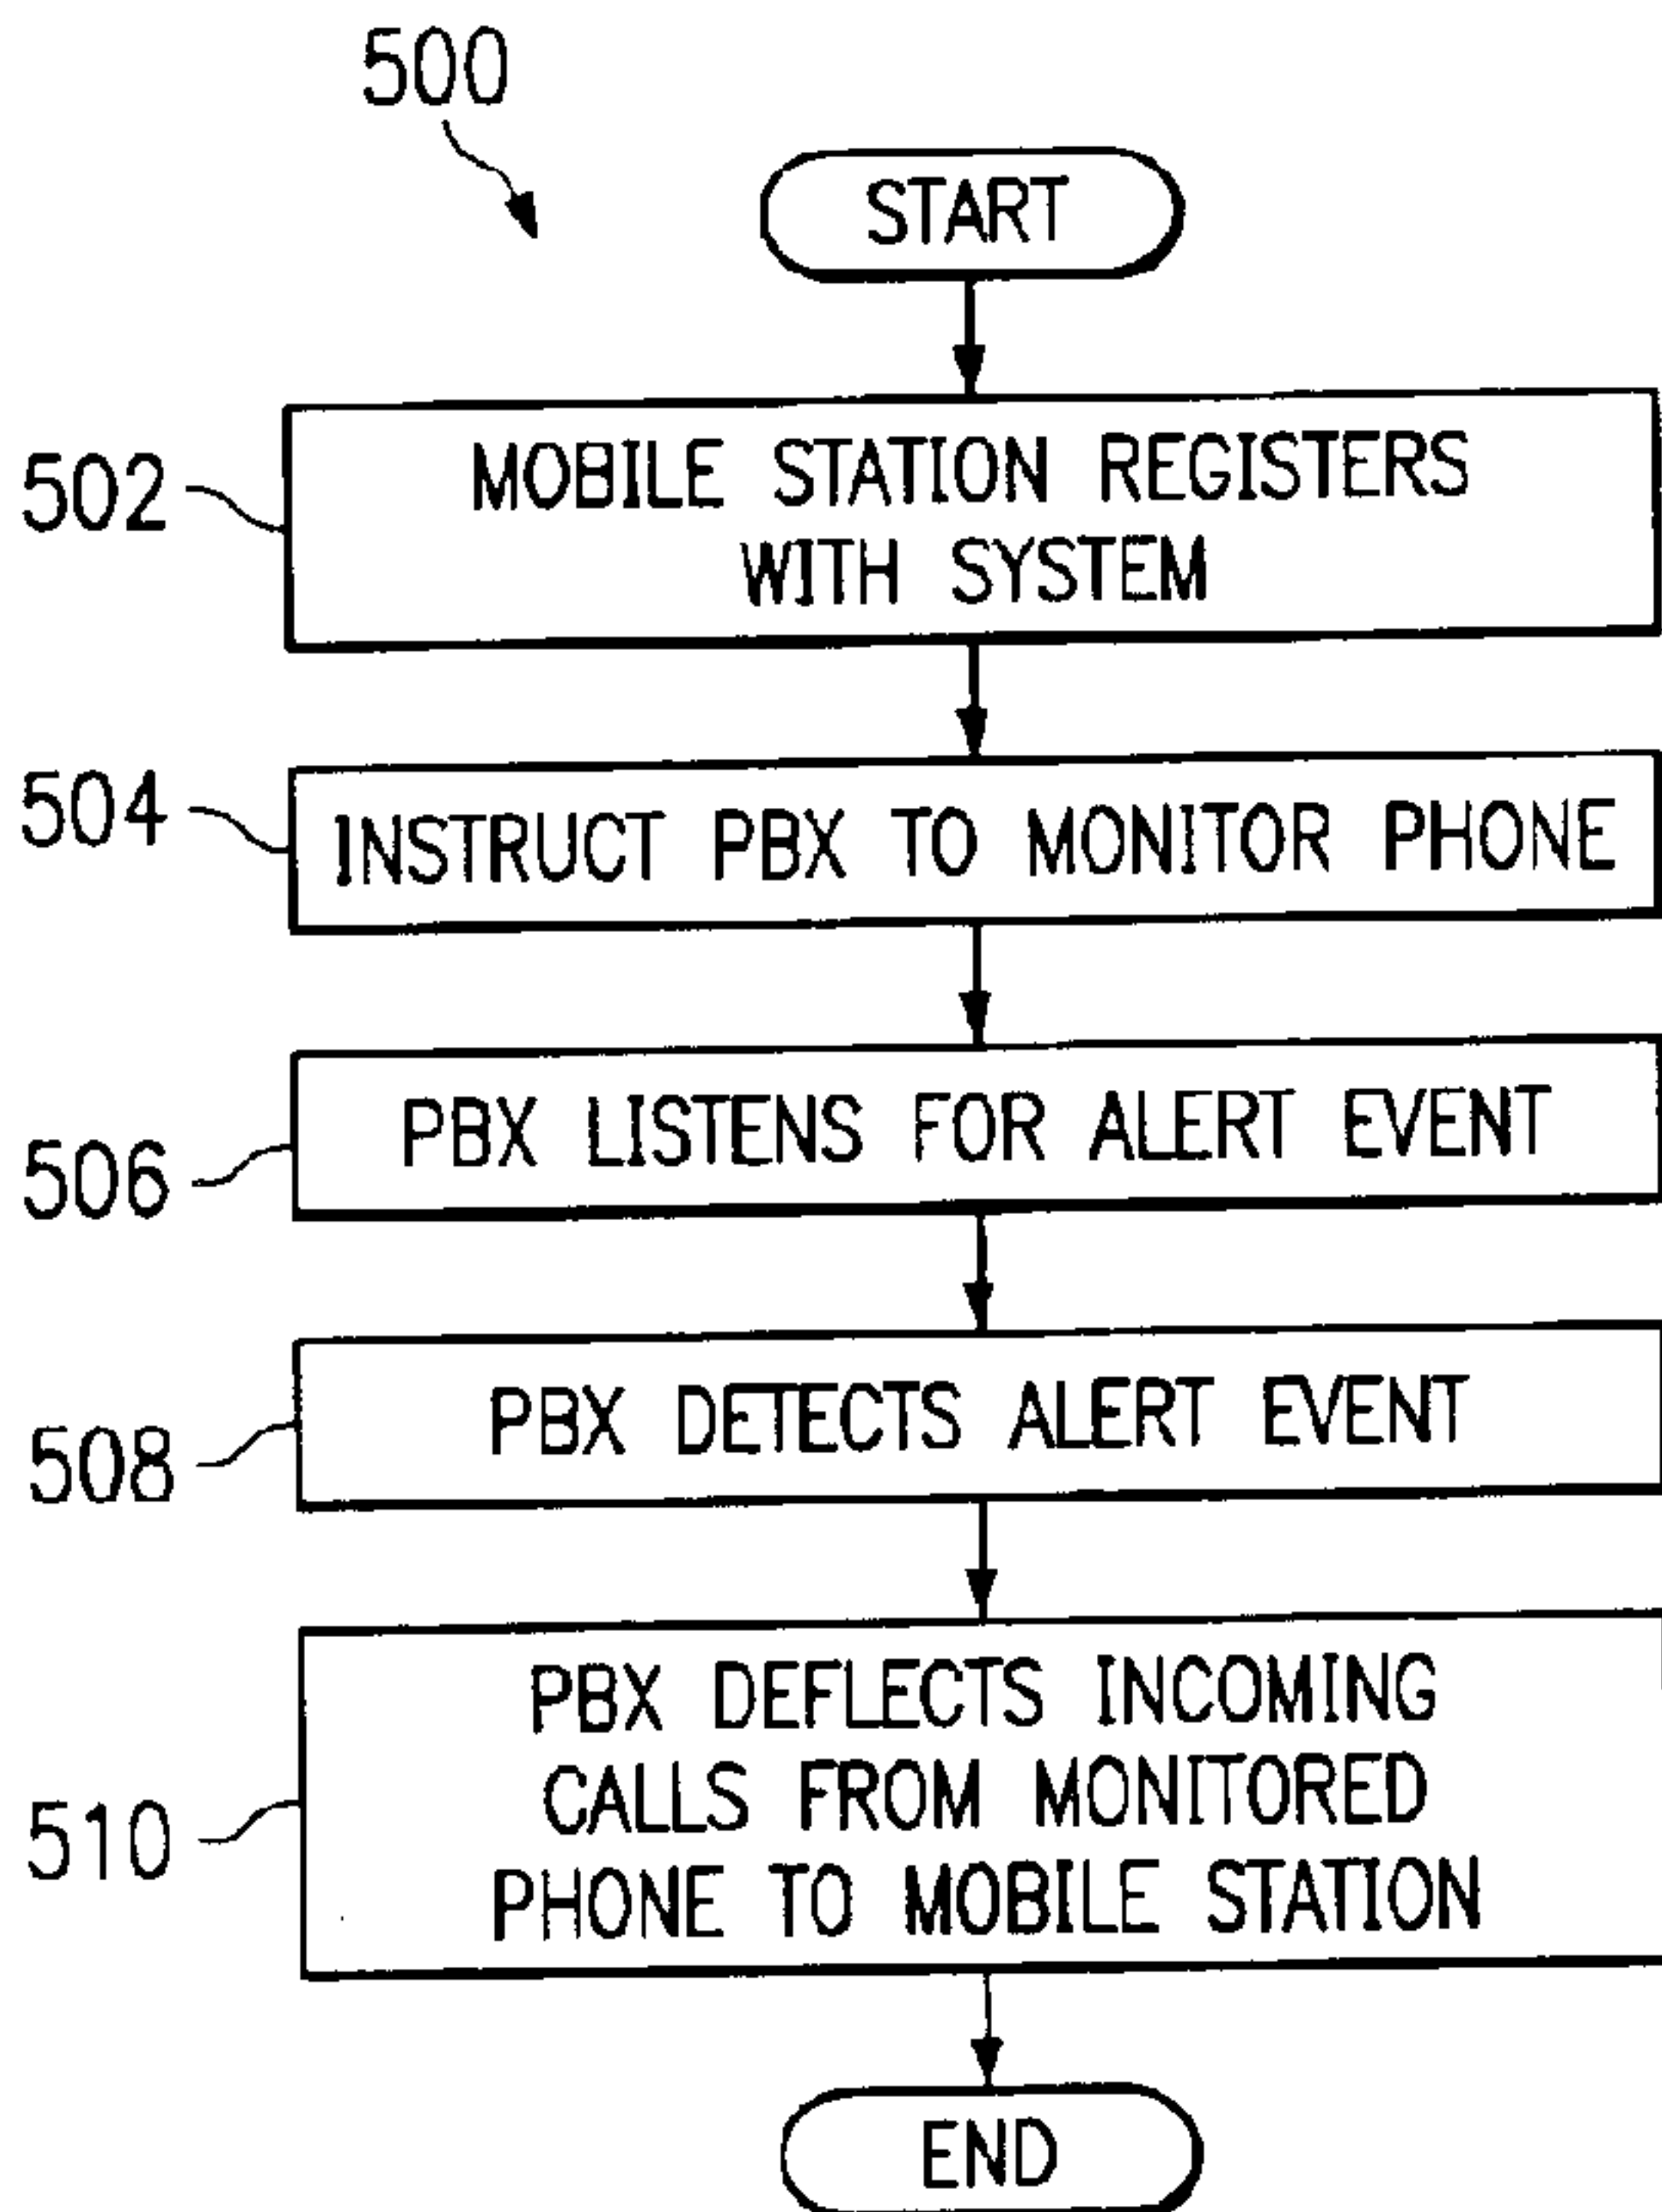 500
START
502
MOBILE STATION REGISTERS
WITH SYSTEM
504
INSTRUCT PBX TO MONITOR PHONE
506
PBX LISTENS FOR ALERT EVENT
508
PBX DETECTS ALERT EVENT
510
PBX DEFLECTS INCOMING
CALLS FROM MONITORED
PHONE TO MOBILE STATION
END